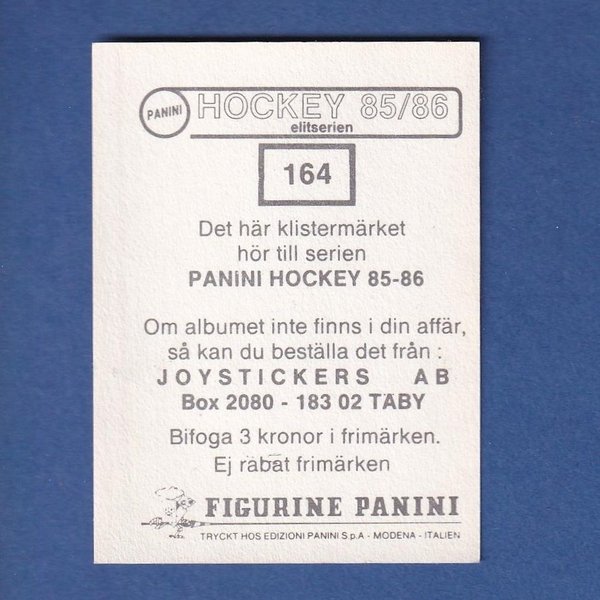 PANINI HOCKEY 85/86
elitserien
164
Det här klistermärket
hör till serien
PANINI HOCKEY 85-86
Om albumet inte finns i din affär,
så kan du beställa det från :
JOYSTICKERS AB
Box 2080 - 183 02 TABY
Bifoga 3 kronor i frimärken.
Ej rabat frimärken
FIGURINE PANINI
TRYCKT HOS EDIZIONI PANINI S.p.A - MODENA - ITALIEN